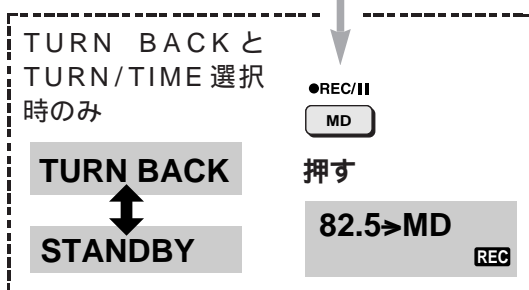 TURN BACKと
TURN/TIME選択
時のみ
TURN BACK
STANDBY
●REC/II
MD
押す
82.5>MD
REC